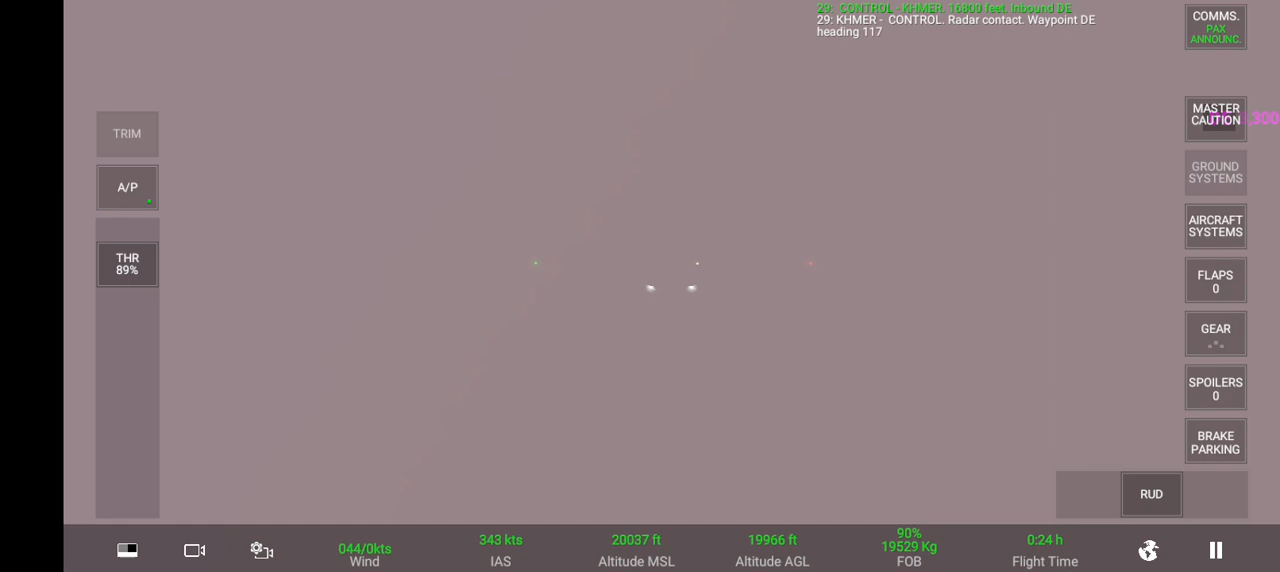 29: CONTROL - KHMER. 16800 feet. Inbound DE
29: KHMER - CONTROL. Radar contact. Waypoint DE
heading 117
COMMS.
PAX
ANNOUNC.
TRIM
MASTER
CAUTION
,300
A/P
GROUND
SYSTEMS
AIRCRAFT
SYSTEMS
THR
89%
FLAPS
0
GEAR
SPOILERS
0
BRAKE
PARKING
RUD
044/0kts
Wind
343 kts
IAS
20037 ft
Altitude MSL
19966 ft
Altitude AGL
90%
19529 Kg
FOB
0:24 h
Flight Time